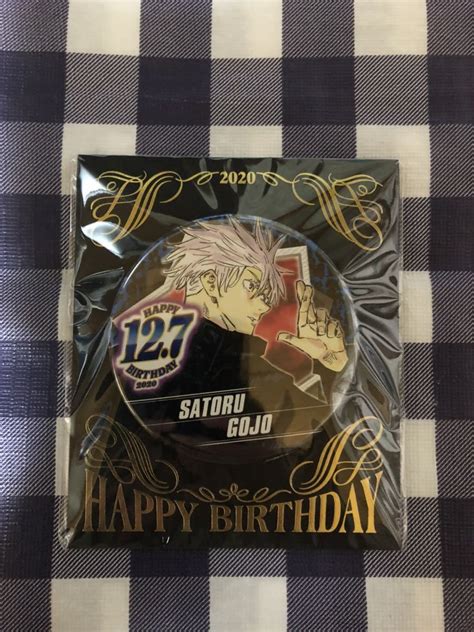 2020
HAPPY
12.7
BIRTHDAY
2020
SATORU
GOJO
HAPPY BIRTHDAY